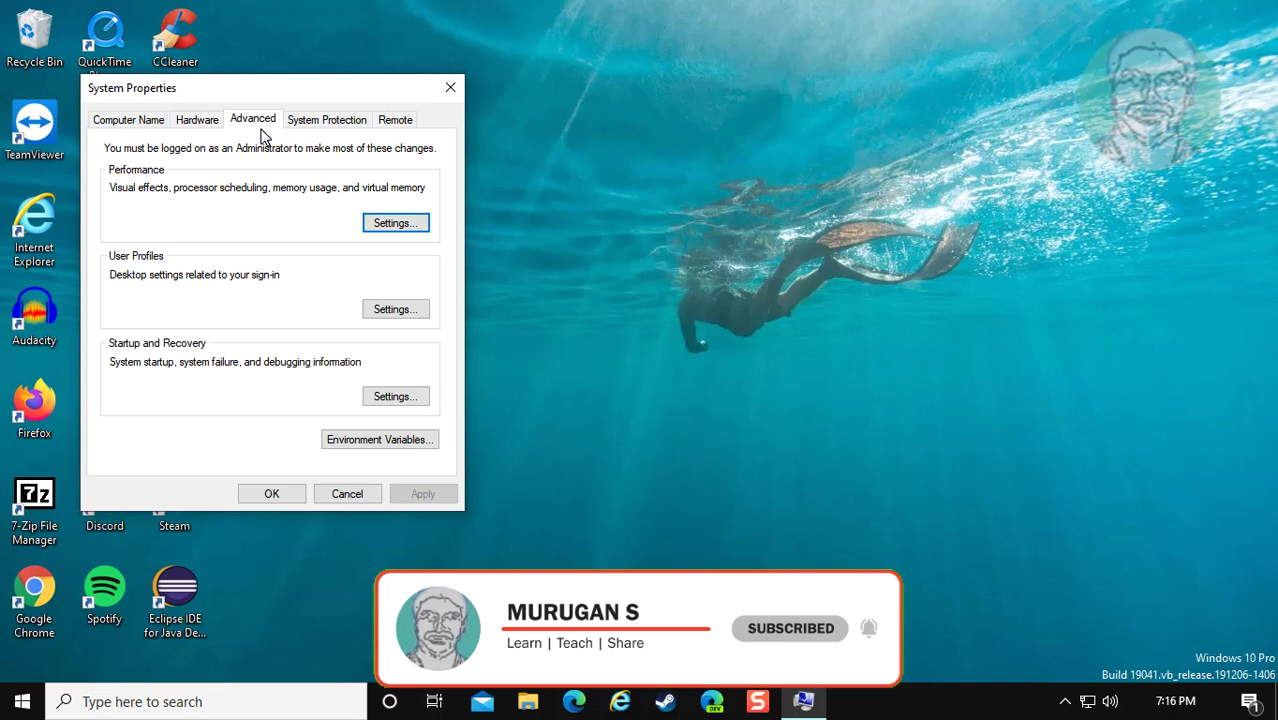 Recycle Bin
QuickTime
CCleaner
System Properties
Computer Name
Hardware
Advanced
System Protection
Remote
You must be logged on as an Administrator to make most of these changes.
Performance
Visual effects, processor scheduling, memory usage, and virtual memory
Settings...
User Profiles
Desktop settings related to your sign-in
Settings...
Startup and Recovery
System startup, system failure, and debugging information
Settings...
Environment Variables...
OK
Cancel
Apply
TeamViewer
Internet
Explorer
Audacity
Firefox
7z
7-Zip File
Manager
Discord
Steam
Google
Chrome
Spotify
Eclipse IDE
for Java De...
MURUGAN S
Learn | Teach | Share
SUBSCRIBED
Windows 10 Pro
Build 19041.vb_release.191206-1406
Type here to search
DEV
S
7:16 PM
1